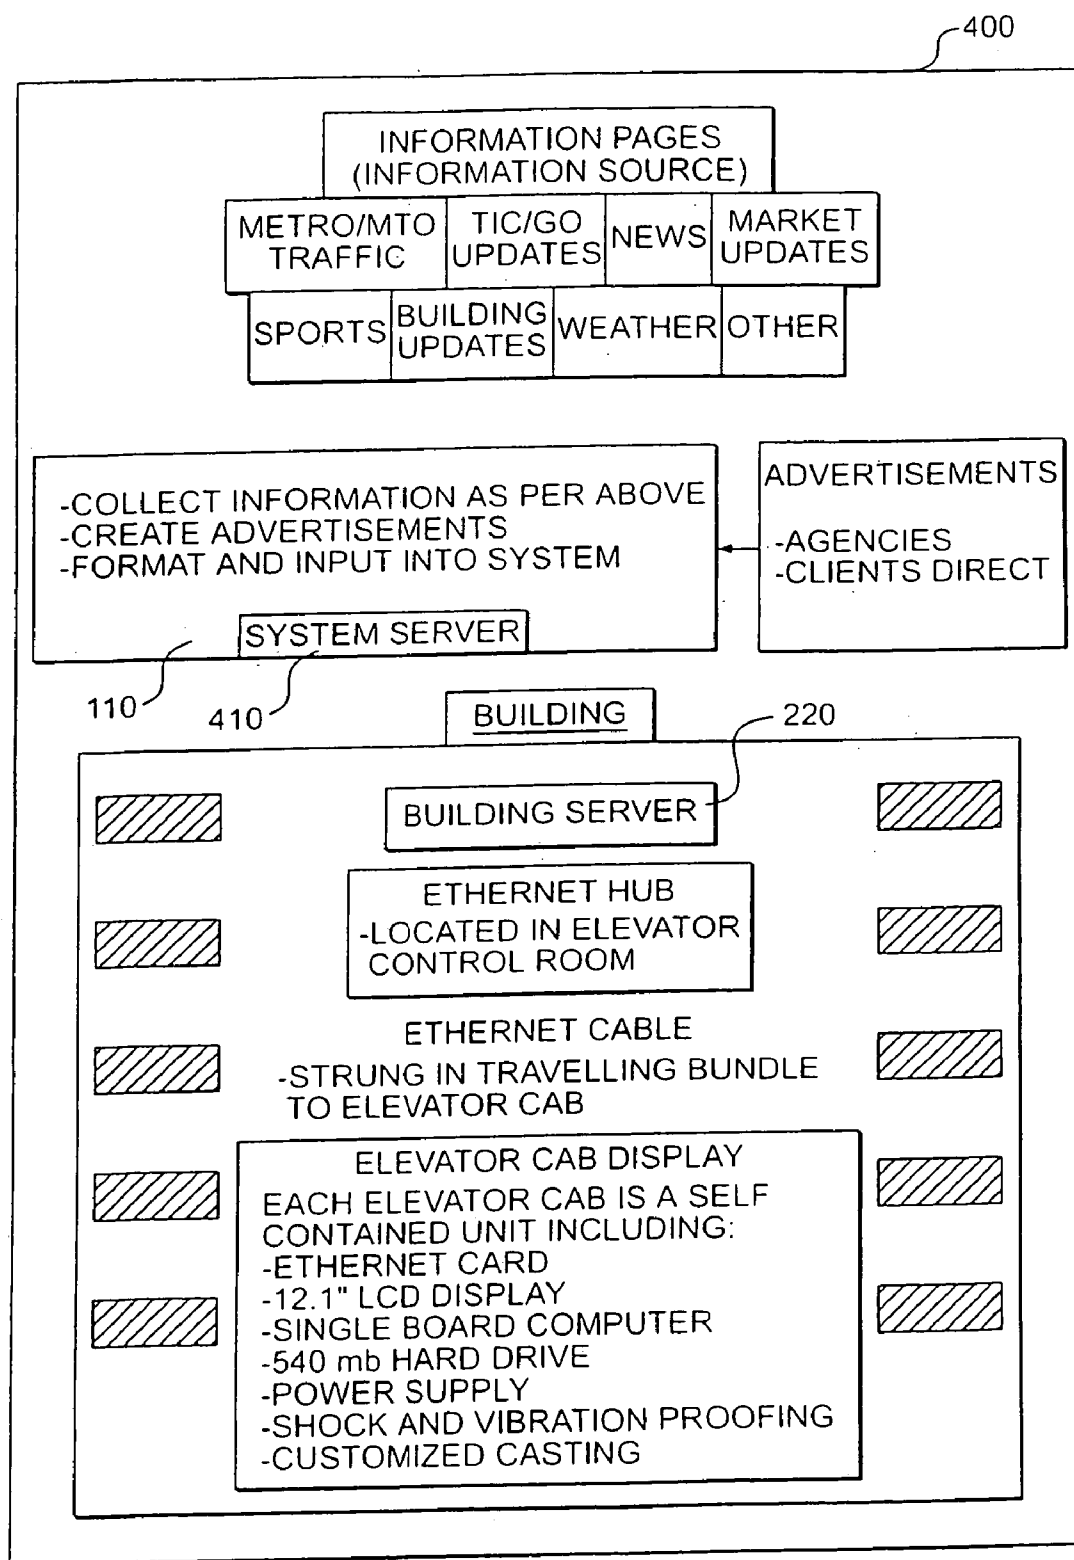 400
INFORMATION PAGES
(INFORMATION SOURCE)
METRO/MTO
TRAFFIC
TIC/GO
UPDATES
NEWS
MARKET
UPDATES
SPORTS
BUILDING
UPDATES
WEATHER
OTHER
-COLLECT INFORMATION AS PER ABOVE
-CREATE ADVERTISEMENTS
-FORMAT AND INPUT INTO SYSTEM
SYSTEM SERVER
110
410
ADVERTISEMENTS
-AGENCIES
-CLIENTS DIRECT
BUILDING
220
BUILDING SERVER
ETHERNET HUB
-LOCATED IN ELEVATOR
CONTROL ROOM
ETHERNET CABLE
-STRUNG IN TRAVELLING BUNDLE
TO ELEVATOR CAB
ELEVATOR CAB DISPLAY
EACH ELEVATOR CAB IS A SELF
CONTAINED UNIT INCLUDING:
-ETHERNET CARD
-12.1" LCD DISPLAY
-SINGLE BOARD COMPUTER
-540 mb HARD DRIVE
-POWER SUPPLY
-SHOCK AND VIBRATION PROOFING
-CUSTOMIZED CASTING